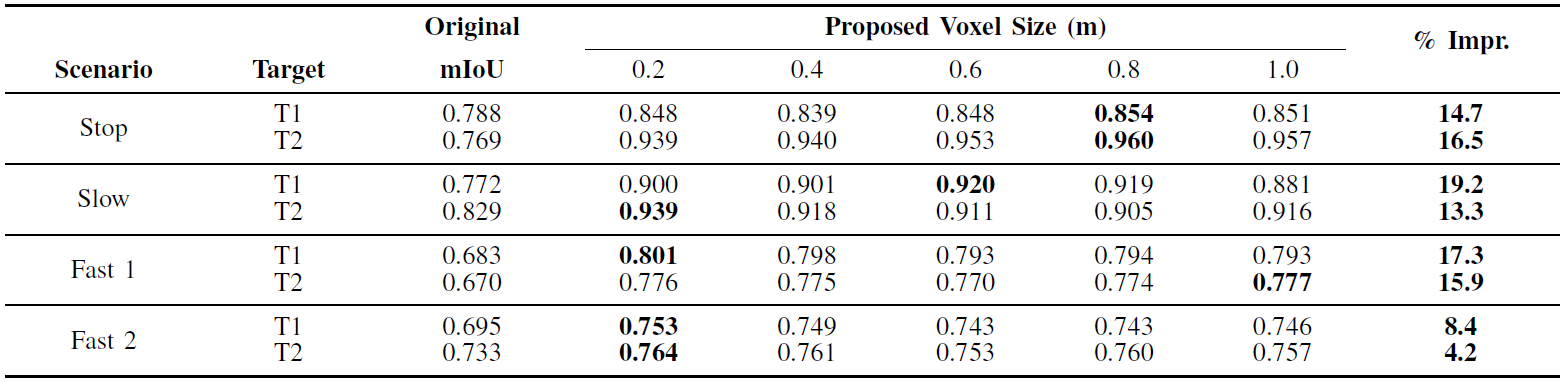 Original Proposed Voxel Size (m) % Impr.
Scenario Target mIoU 0.2 0.4 0.6 0.8 1.0
Stop T1 0.788 0.848 0.839 0.848 0.854 0.851 14.7
T2 0.769 0.939 0.940 0.953 0.960 0.957 16.5
Slow T1 0.772 0.900 0.901 0.920 0.919 0.881 19.2
T2 0.829 0.939 0.918 0.911 0.905 0.916 13.3
Fast 1 T1 0.683 0.801 0.798 0.793 0.794 0.793 17.3
T2 0.670 0.776 0.775 0.770 0.774 0.777 15.9
Fast 2 T1 0.695 0.753 0.749 0.743 0.743 0.746 8.4
T2 0.733 0.764 0.761 0.753 0.760 0.757 4.2